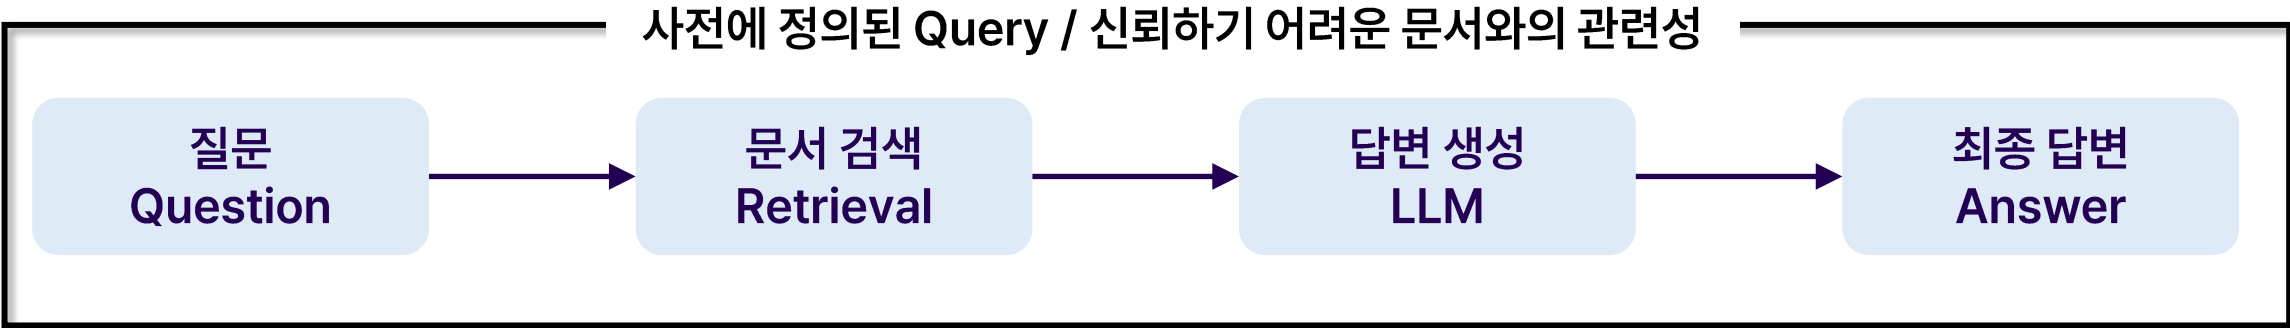 사전에 정의된 Query / 신뢰하기 어려운 문서와의 관련성
질문
Question
문서 검색
Retrieval
답변 생성
LLM
최종 답변
Answer